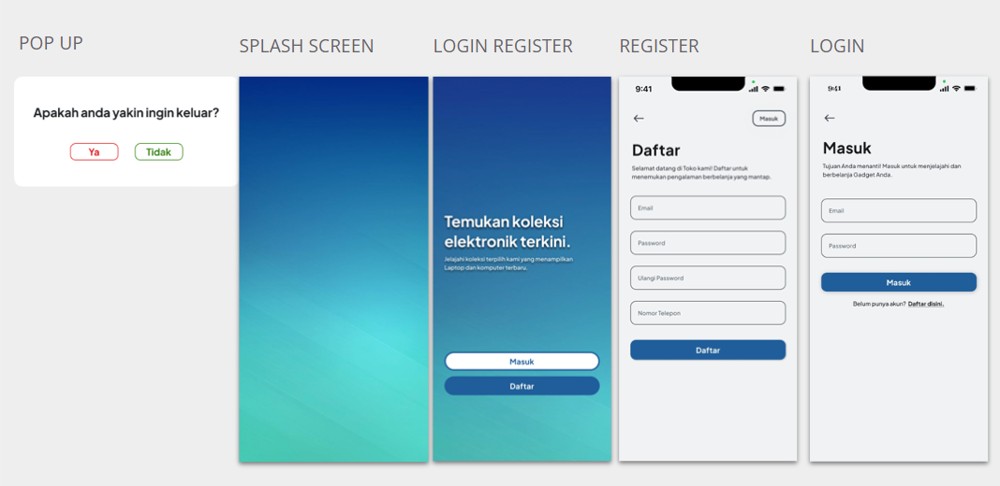 POP UP
Apakah anda yakin ingin keluar?
Ya
Tidak
SPLASH SCREEN
LOGIN REGISTER
Temukan koleksi
elektronik terkini.
Jelajahi koleksi terpilih kami yang menampilkan
Laptop dan komputer terbaru.
Masuk
Daftar
REGISTER
9:41
Masuk
Daftar
Selamat datang di Toko kami! Daftar untuk
menemukan pengalaman berbelanja yang mantap.
Email
Password
Ulangi Password
Nomor Telepon
Daftar
LOGIN
9:41
Masuk
Tujuan Anda menanti! Masuk untuk menjelajahi dan
berbelanja Gadget Anda.
Email
Password
Masuk
Belum punya akun? Daftar disini.